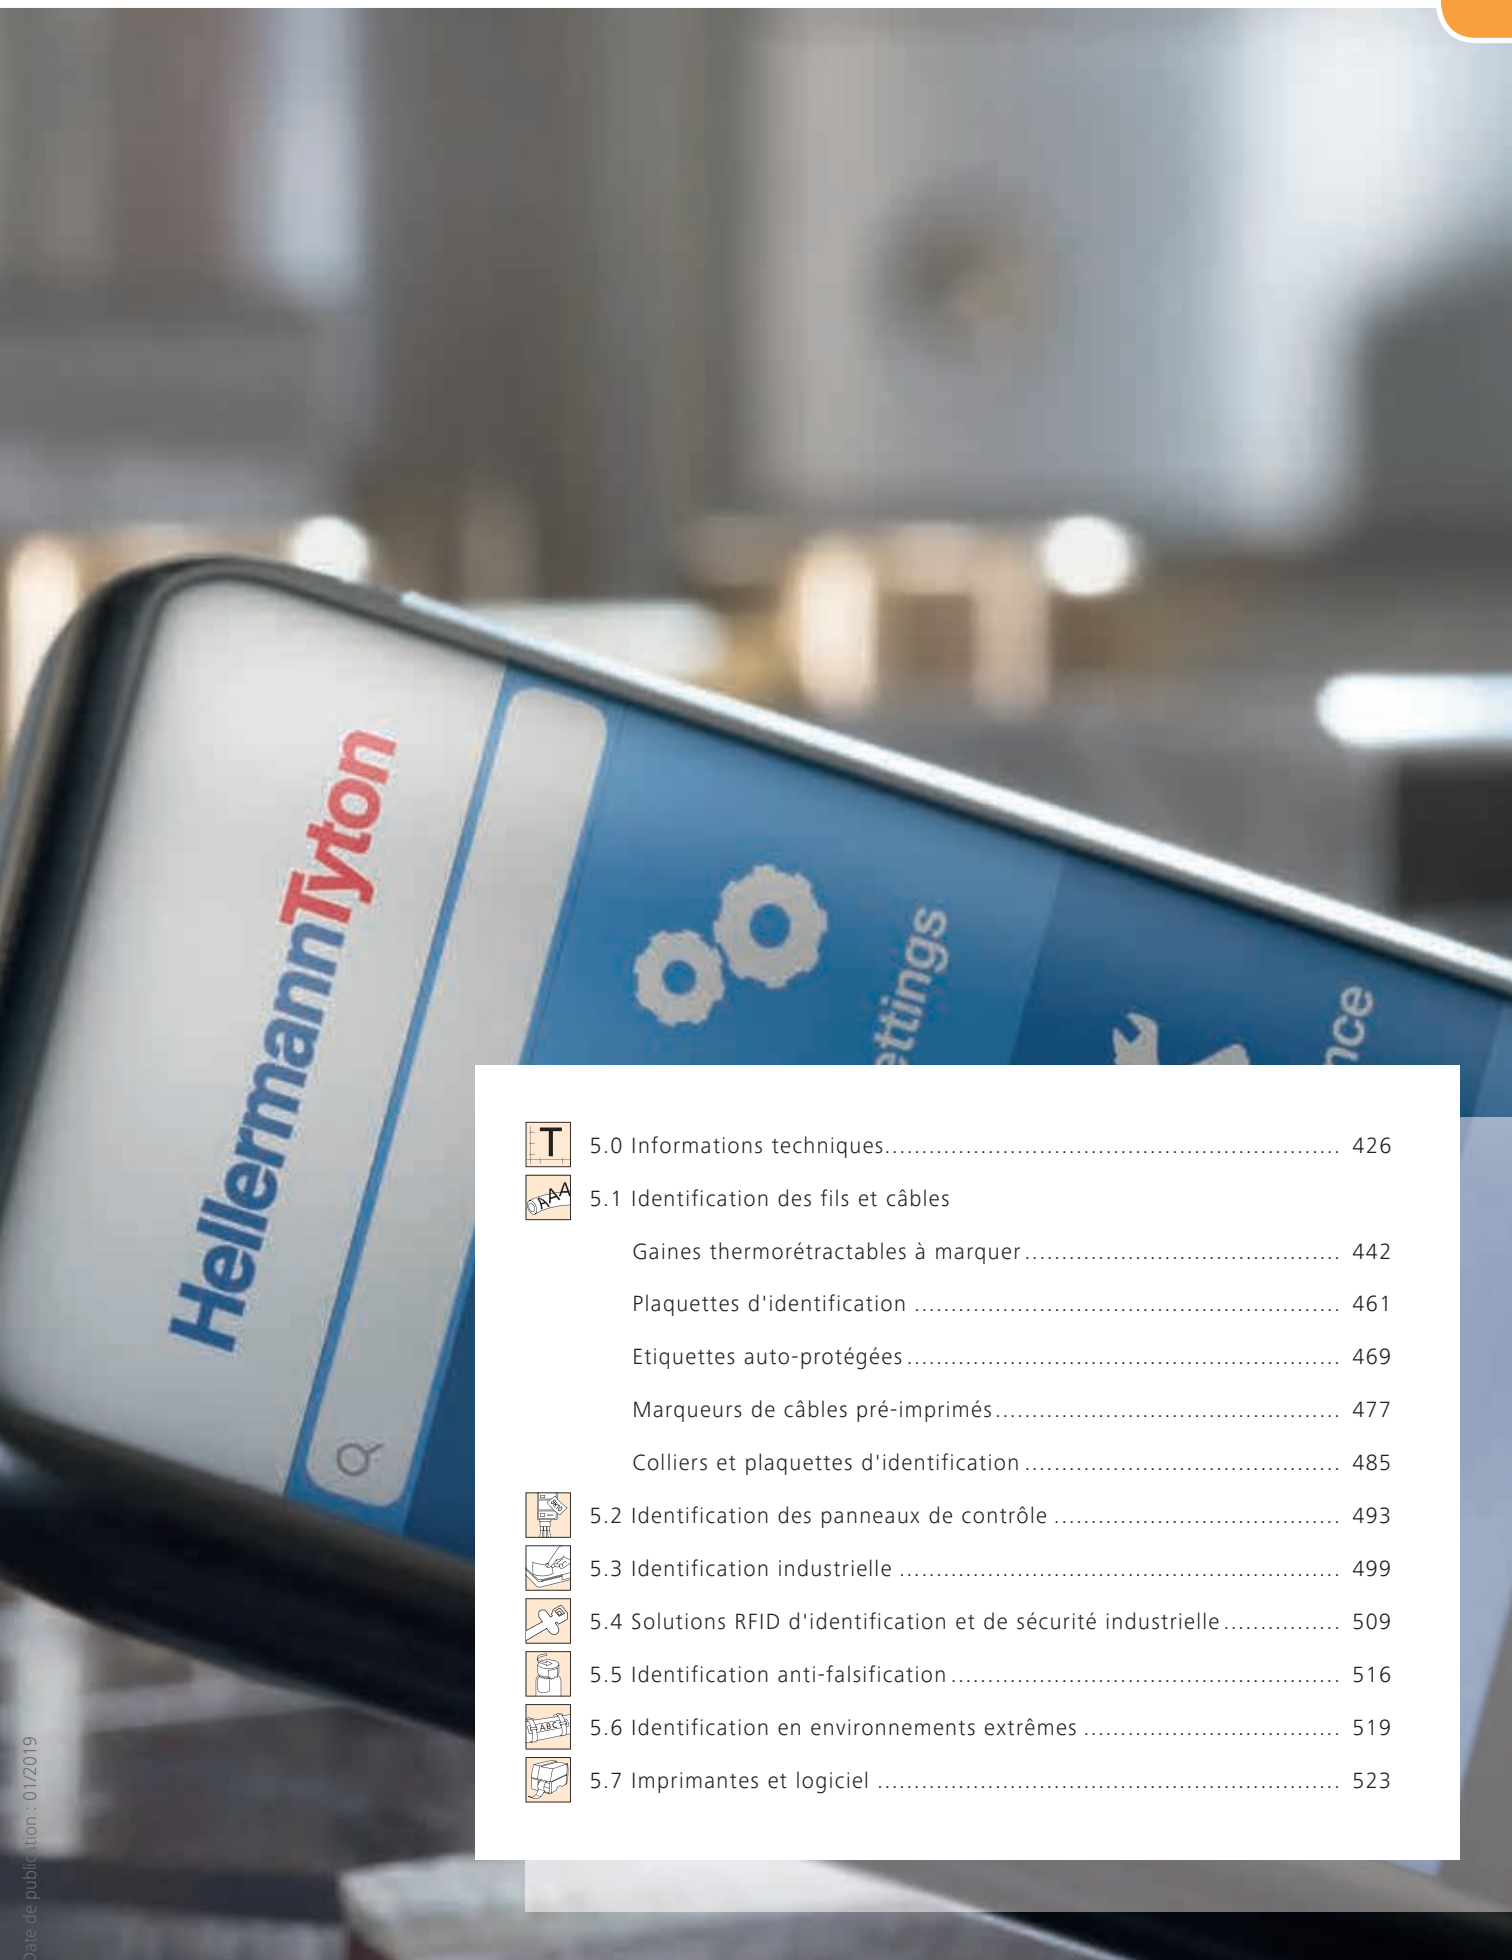 HellermannTyton
ettings
nce
T
5.0 Informations techniques.............................................................. 426
AAA
5.1 Identification des fils et câbles
Gaines thermorétractables à marquer........................................... 442
Plaquettes d'identification .......................................................... 461
Etiquettes auto-protégées........................................................... 469
Marqueurs de câbles pré-imprimés............................................... 477
Colliers et plaquettes d'identification........................................... 485
5.2 Identification des panneaux de contrôle ....................................... 493
5.3 Identification industrielle ............................................................ 499
5.4 Solutions RFID d'identification et de sécurité industrielle................ 509
5.5 Identification anti-falsification..................................................... 516
ABC
5.6 Identification en environnements extrêmes ................................... 519
5.7 Imprimantes et logiciel ............................................................... 523
Date de publication : 01/2019